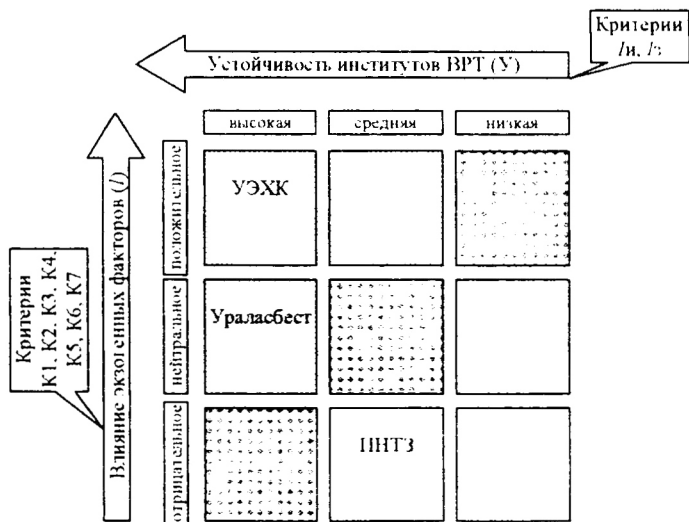 Критерии
Iи, Iэ
Устойчивость институтов ВРТ (У)
высокая
средняя
низкая
Влияние экзогенных факторов (I)
Критерии
К1, К2, К3, К4,
К5, К6, К7
положительное
УЭХК
нейтральное
Ураласбест
отрицательное
ПНТЗ